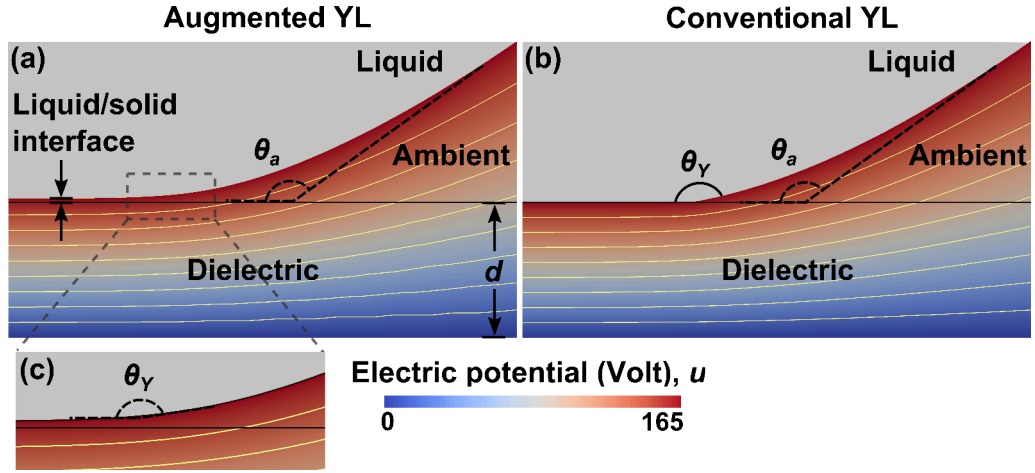 Augmented YL
Conventional YL
(a)
Liquid
Liquid/solid
interface
θa
Ambient
Dielectric
d
(b)
Liquid
θY
θa
Ambient
Dielectric
(c)
θY
Electric potential (Volt), u
0
165